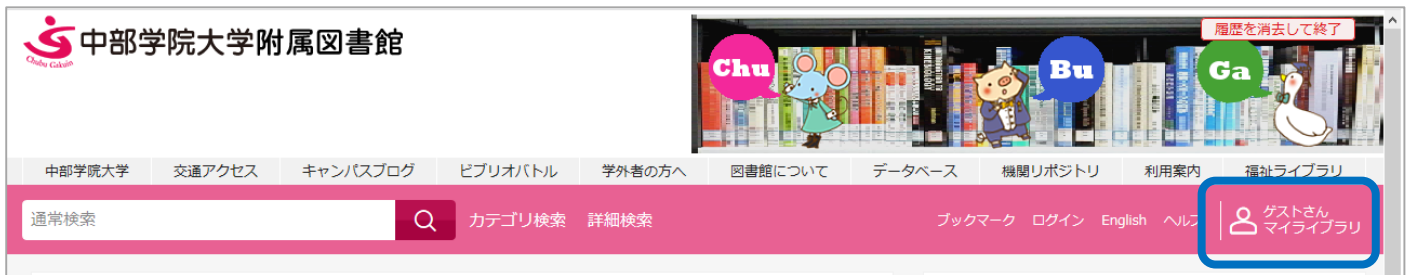 中部学院大学附属図書館
Chubu Gakuin
Chu
Bu
Ga
KINESIOLOGY
履歴を消去して終了
中部学院大学 交通アクセス キャンパスブログ ビブリオバトル 学外者の方へ 図書館について データベース 機関リポジトリ 利用案内 福祉ライブラリ
通常検索 カテゴリ検索 詳細検索 ブックマーク ログイン English ヘルプ ゲストさん
マイライブラリ